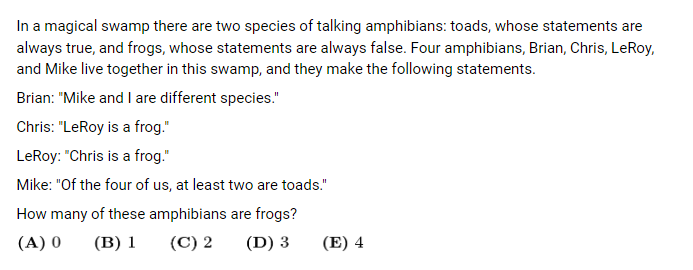 In a magical swamp there are two species of talking amphibians: toads, whose statements are
always true, and frogs, whose statements are always false. Four amphibians, Brian, Chris, LeRoy,
and Mike live together in this swamp, and they make the following statements.
Brian: "Mike and I are different species."
Chris: "LeRoy is a frog."
LeRoy: "Chris is a frog."
Mike: "Of the four of us, at least two are toads."
How many of these amphibians are frogs?
(A) 0 (B) 1 (C) 2 (D) 3 (E) 4